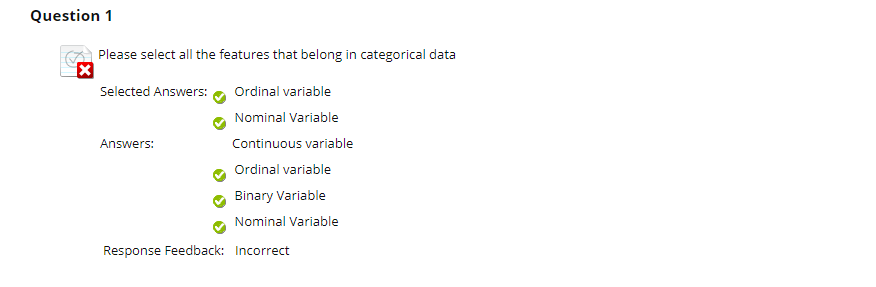 Question 1
Please select all the features that belong in categorical data
Selected Answers: Ordinal variable
Nominal Variable
Answers: Continuous variable
Ordinal variable
Binary Variable
Nominal Variable
Response Feedback: Incorrect